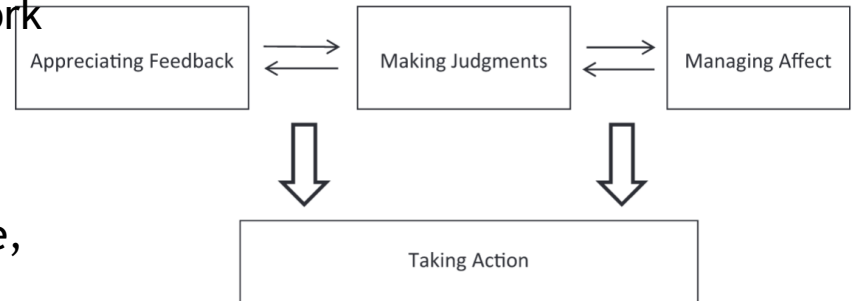 ork
Appreciating Feedback
Making Judgments
Managing Affect
e,
Taking Action